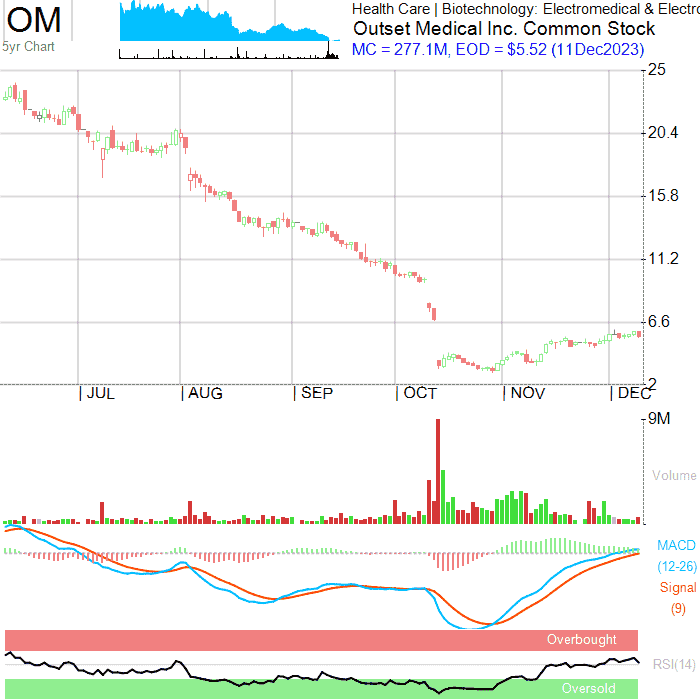 OM
5yr Chart
Health Care | Biotechnology: Electromedical & Electro
Outset Medical Inc. Common Stock
MC = 277.1M, EOD = $5.52 (11Dec2023)
25
20.4
15.8
11.2
6.6
2
JUL
AUG
SEP
OCT
NOV
DEC
9M
Volume
MACD
(12-26)
Signal
(9)
Overbought
RSI(14)
Oversold